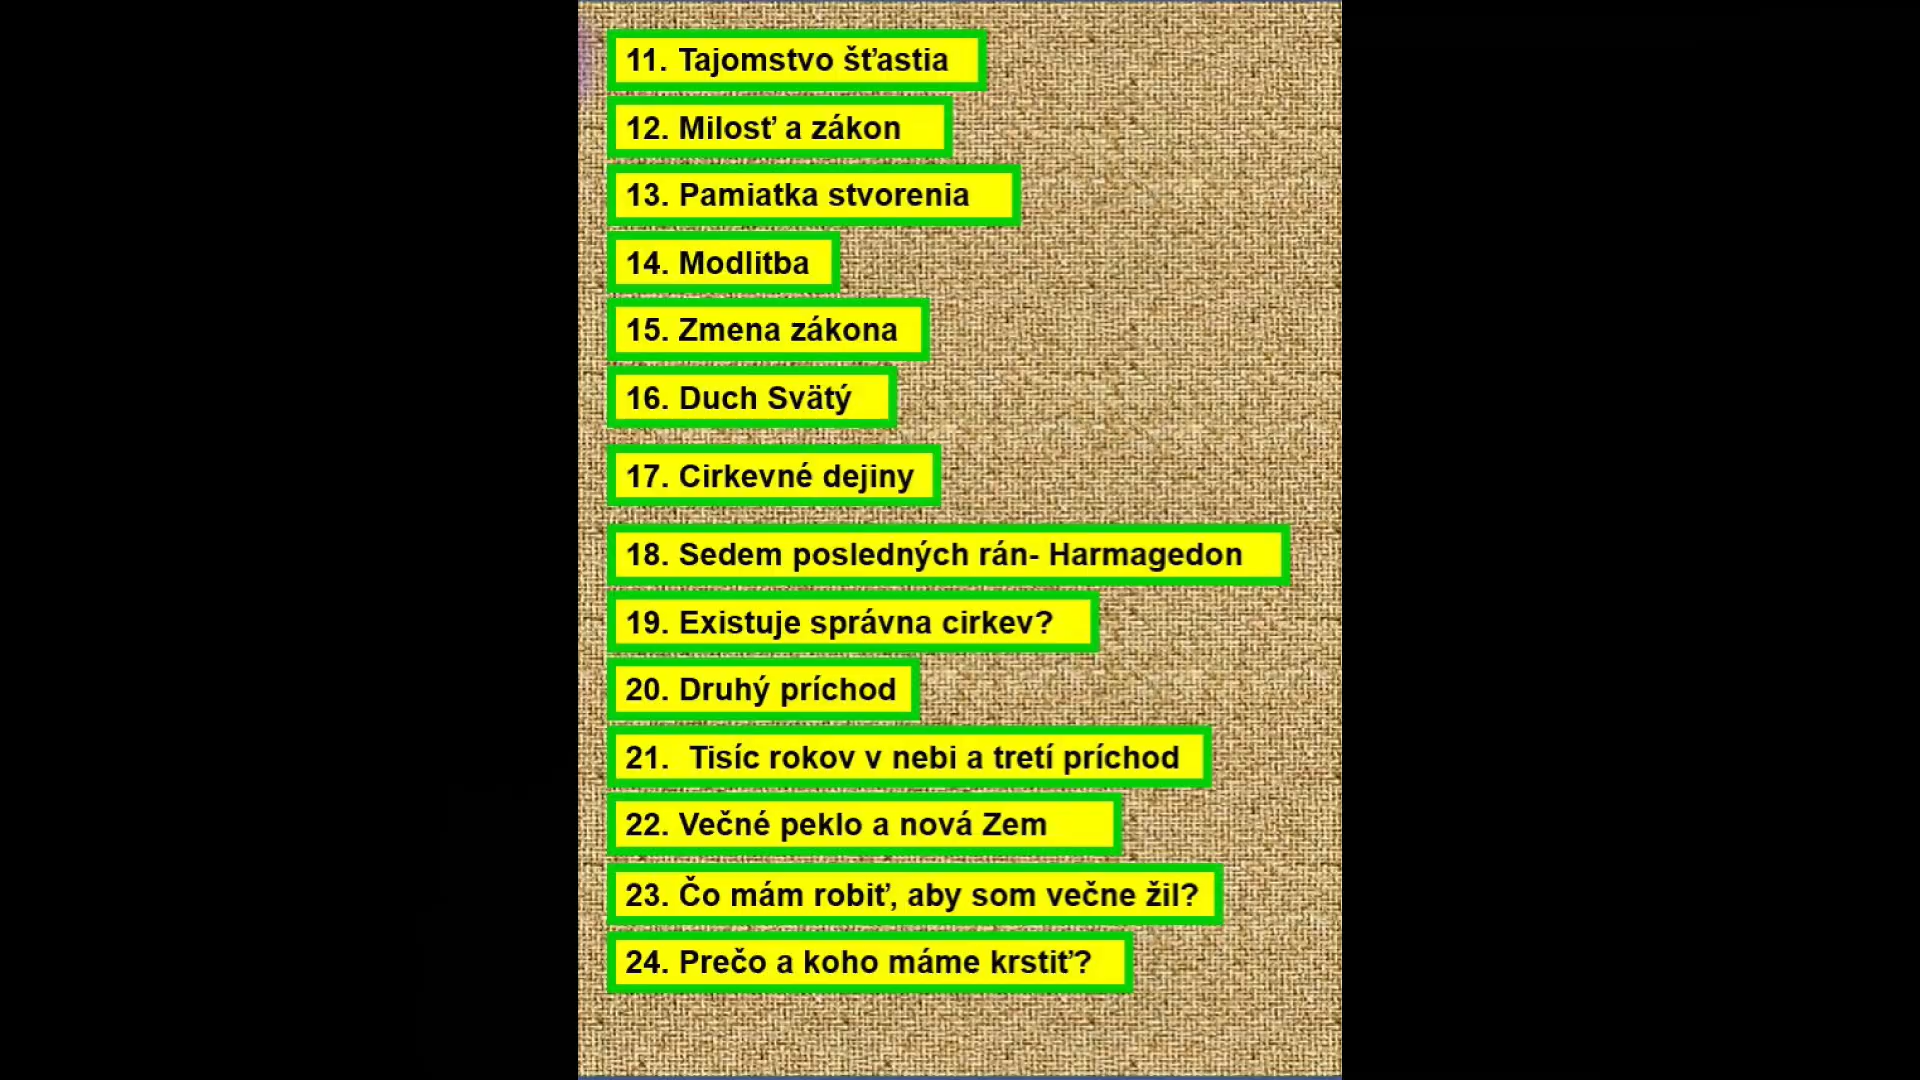 11. Tajomstvo šťastia
12. Milosť a zákon
13. Pamiatka stvorenia
14. Modlitba
15. Zmena zákona
16. Duch Svätý
17. Cirkevné dejiny
18. Sedem posledných rán- Harmagedon
19. Existuje správna cirkev?
20. Druhý príchod
21. Tisíc rokov v nebi a tretí príchod
22. Večné peklo a nová Zem
23. Čo mám robiť, aby som večne žil?
24. Prečo a koho máme krstiť?